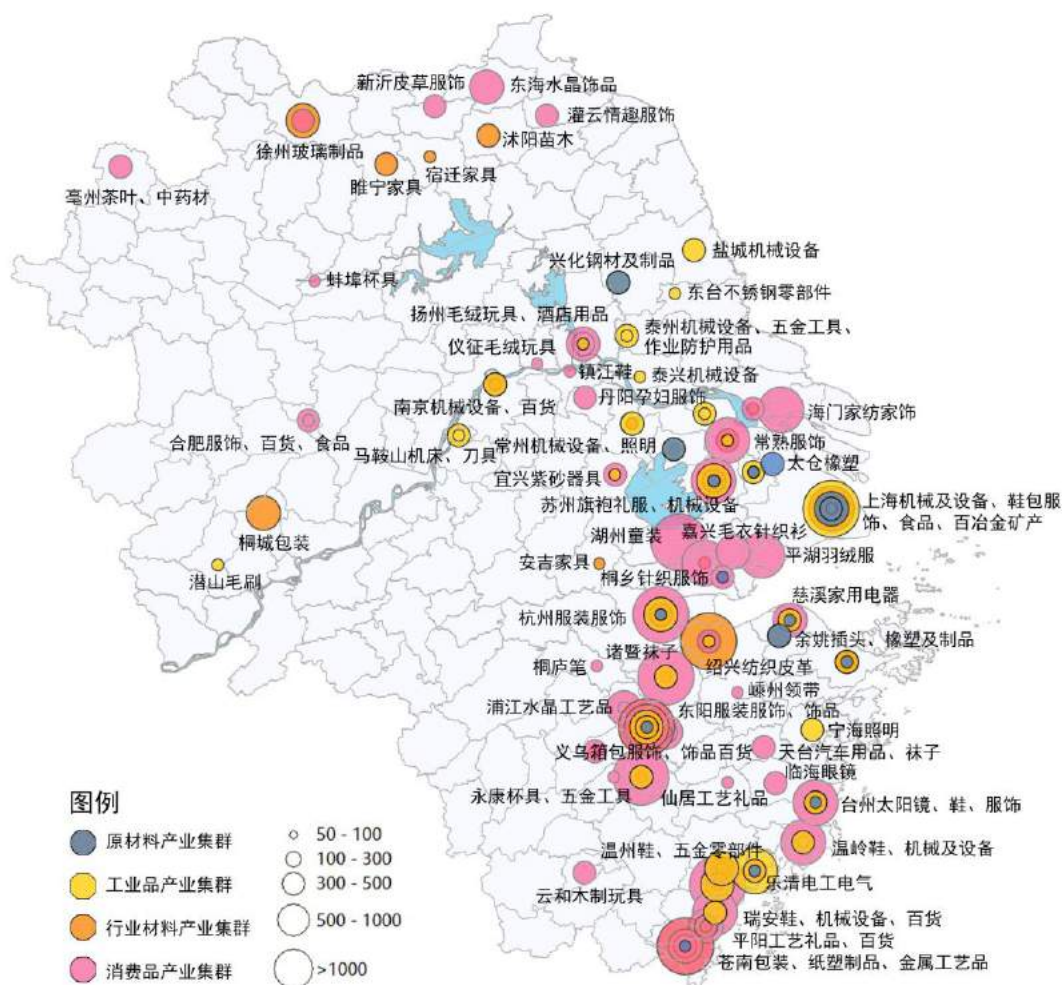 新沂皮草服饰
东海水晶饰品
灌云情趣服饰
徐州玻璃制品
沭阳苗木
睢宁家具
宿迁家具
亳州茶叶、中药材
盐城机械设备
兴化钢材及制品
蚌埠杯具
东台不锈钢零部件
扬州毛绒玩具、酒店用品
泰州机械设备、五金工具、
作业防护用品
仪征毛绒玩具
镇江鞋
泰兴机械设备
南京机械设备、百货
丹阳孕妇服饰
海门家纺家饰
合肥服饰、百货、食品
马鞍山机床、刀具
常州机械设备、照明
常熟服饰
太仓橡塑
宜兴紫砂器具
苏州旗袍礼服、机械设备
上海机械及设备、鞋包服
饰、食品、百冶金矿产
桐城包装
湖州童装
嘉兴毛衣针织衫
平湖羽绒服
潜山毛刷
安吉家具
桐乡针织服饰
慈溪家用电器
杭州服装服饰
余姚插头、橡塑及制品
诸暨袜子
绍兴纺织皮革
桐庐笔
嵊州领带
浦江水晶工艺品
东阳服装服饰、饰品
宁海照明
义乌箱包服饰、饰品百货
天台汽车用品、袜子
临海眼镜
永康杯具、五金工具
仙居工艺礼品
台州太阳镜、鞋、服饰
温州鞋、五金零部件
温岭鞋、机械及设备
云和木制玩具
乐清电工电气
瑞安鞋、机械设备、百货
平阳工艺礼品、百货
苍南包装、纸塑制品、金属工艺品
图例
原材料产业集群
工业品产业集群
行业材料产业集群
消费品产业集群
50 - 100
100 - 300
300 - 500
500 - 1000
>1000